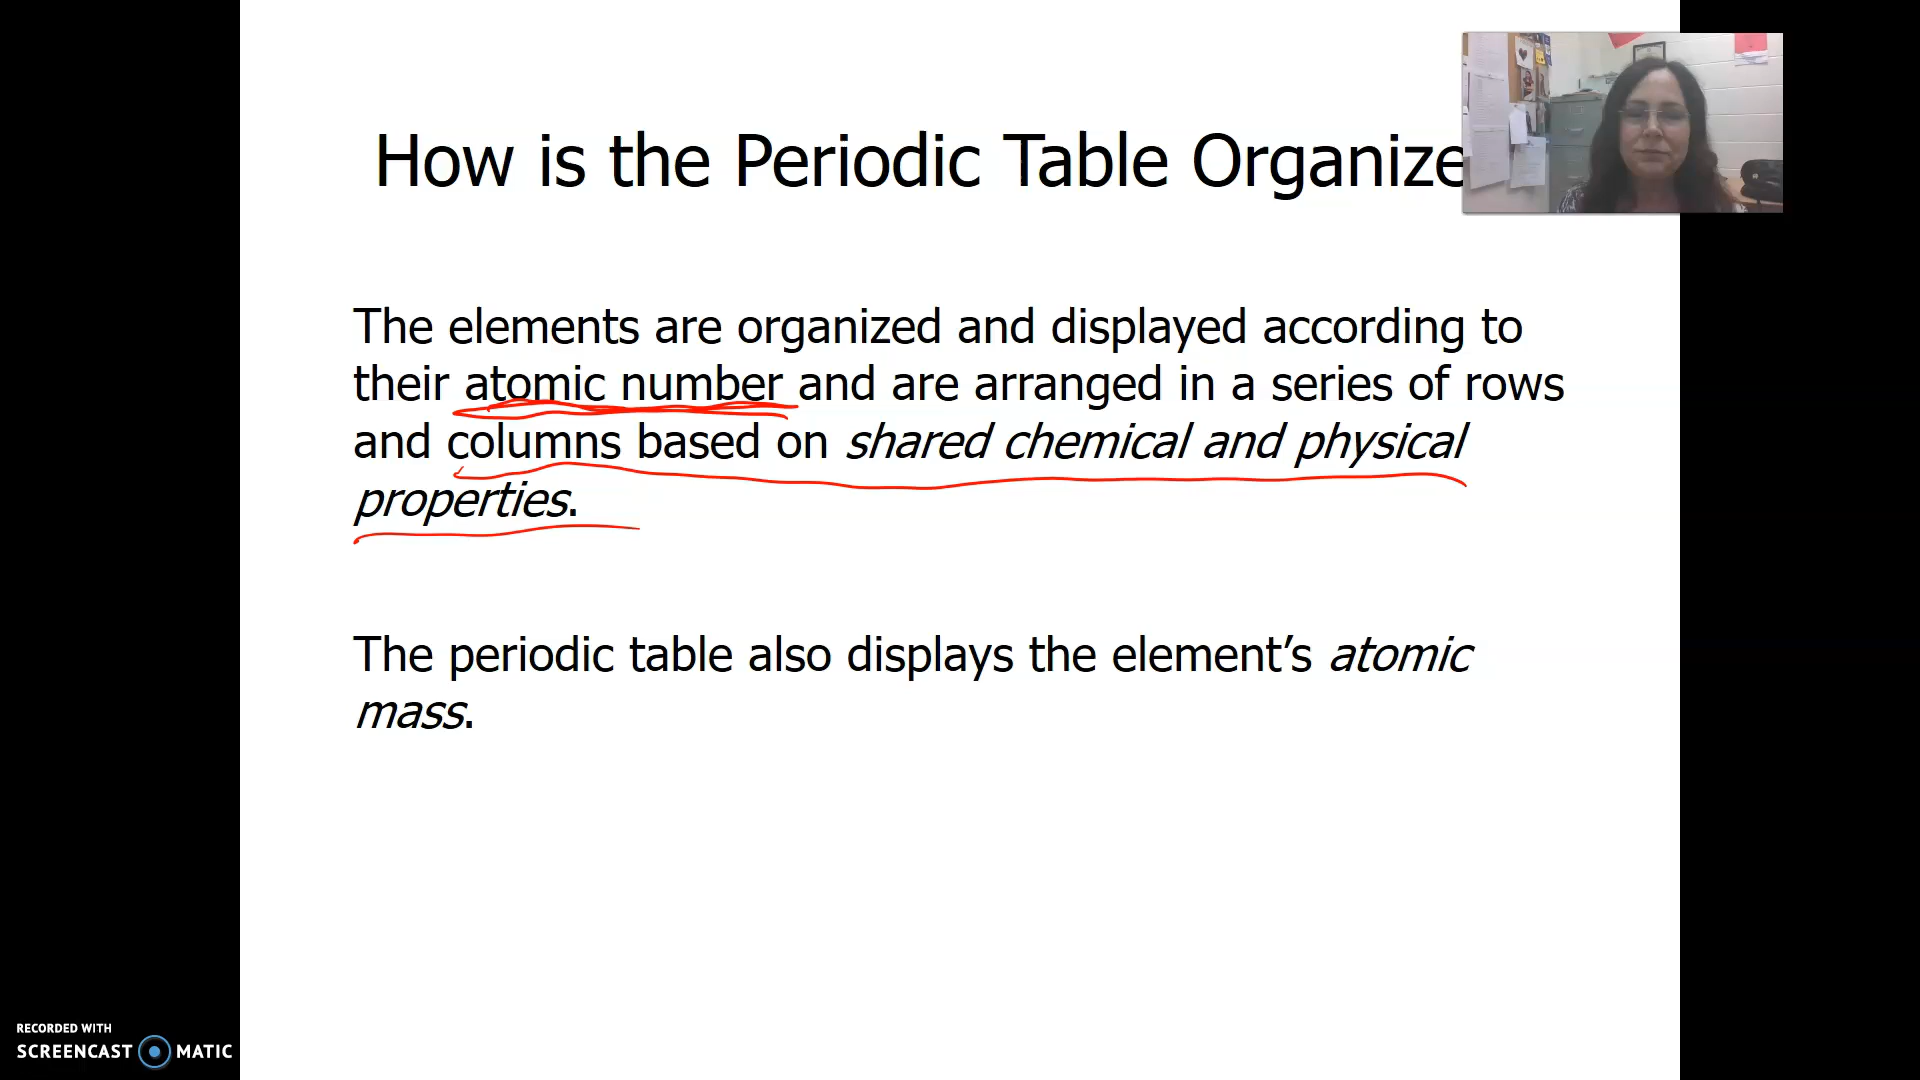 How is the Periodic Table Organize
The elements are organized and displayed according to
their atomic number and are arranged in a series of rows
and columns based on shared chemical and physical
properties.
The periodic table also displays the element’s atomic
mass.
RECORDED WITH
SCREENCAST MATIC